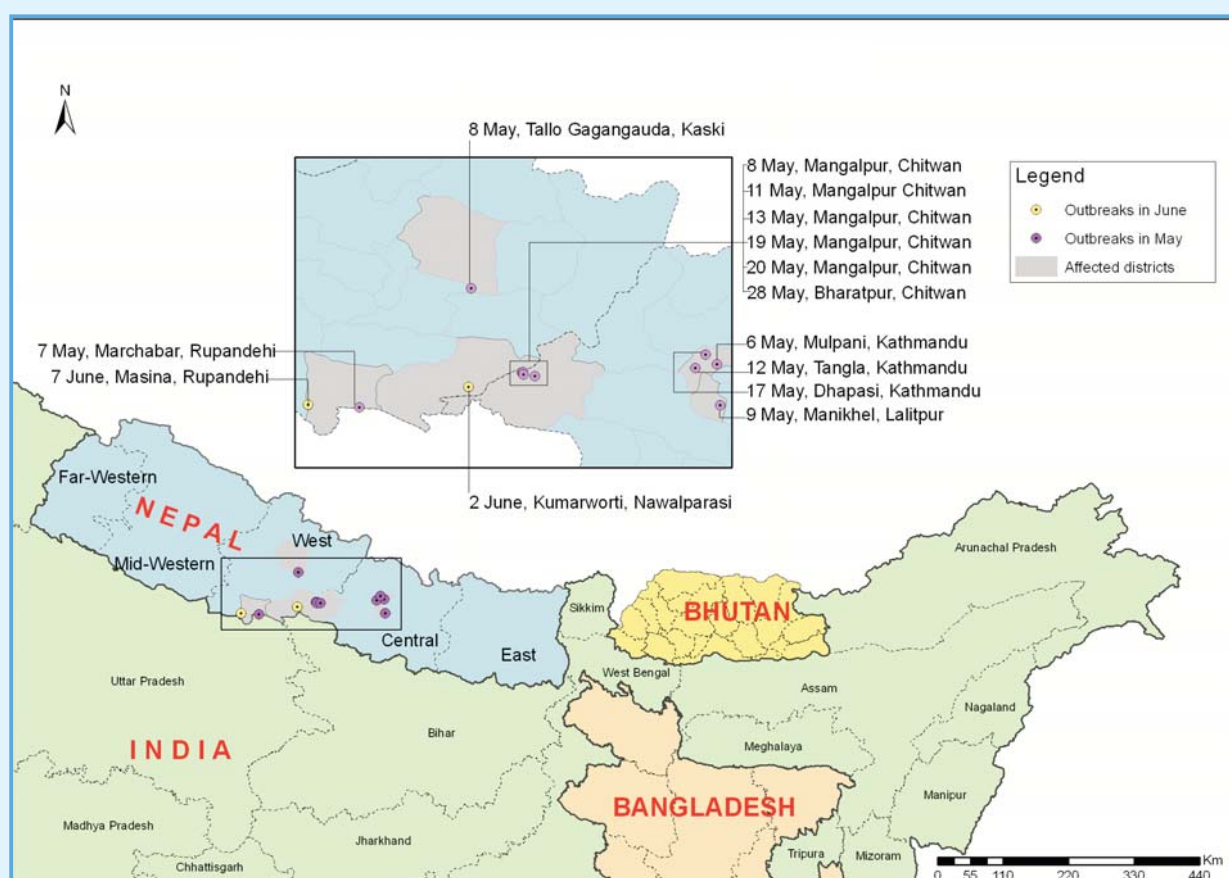 N
8 May, Tallo Gagangauda, Kaski
8 May, Mangalpur, Chitwan
11 May, Mangalpur Chitwan
13 May, Mangalpur, Chitwan
19 May, Mangalpur, Chitwan
20 May, Mangalpur, Chitwan
28 May, Bharatpur, Chitwan
Legend
Outbreaks in June
Outbreaks in May
Affected districts
7 May, Marchabar, Rupandehi
7 June, Masina, Rupandehi
6 May, Mulpani, Kathmandu
12 May, Tangla, Kathmandu
17 May, Dhapasi, Kathmandu
9 May, Manikhel, Lalitpur
2 June, Kumarworti, Nawalparasi
Far-Western
NEPAL
West
Mid-Western
Central
East
Sikkim
BHUTAN
Arunachal Pradesh
West Bengal
Assam
Nagaland
Uttar Pradesh
INDIA
Bihar
Meghalaya
Manipur
BANGLADESH
Madhya Pradesh
Jharkhand
Chhattisgarh
Tripura
Mizoram
Km
0 55 110 220 330 440